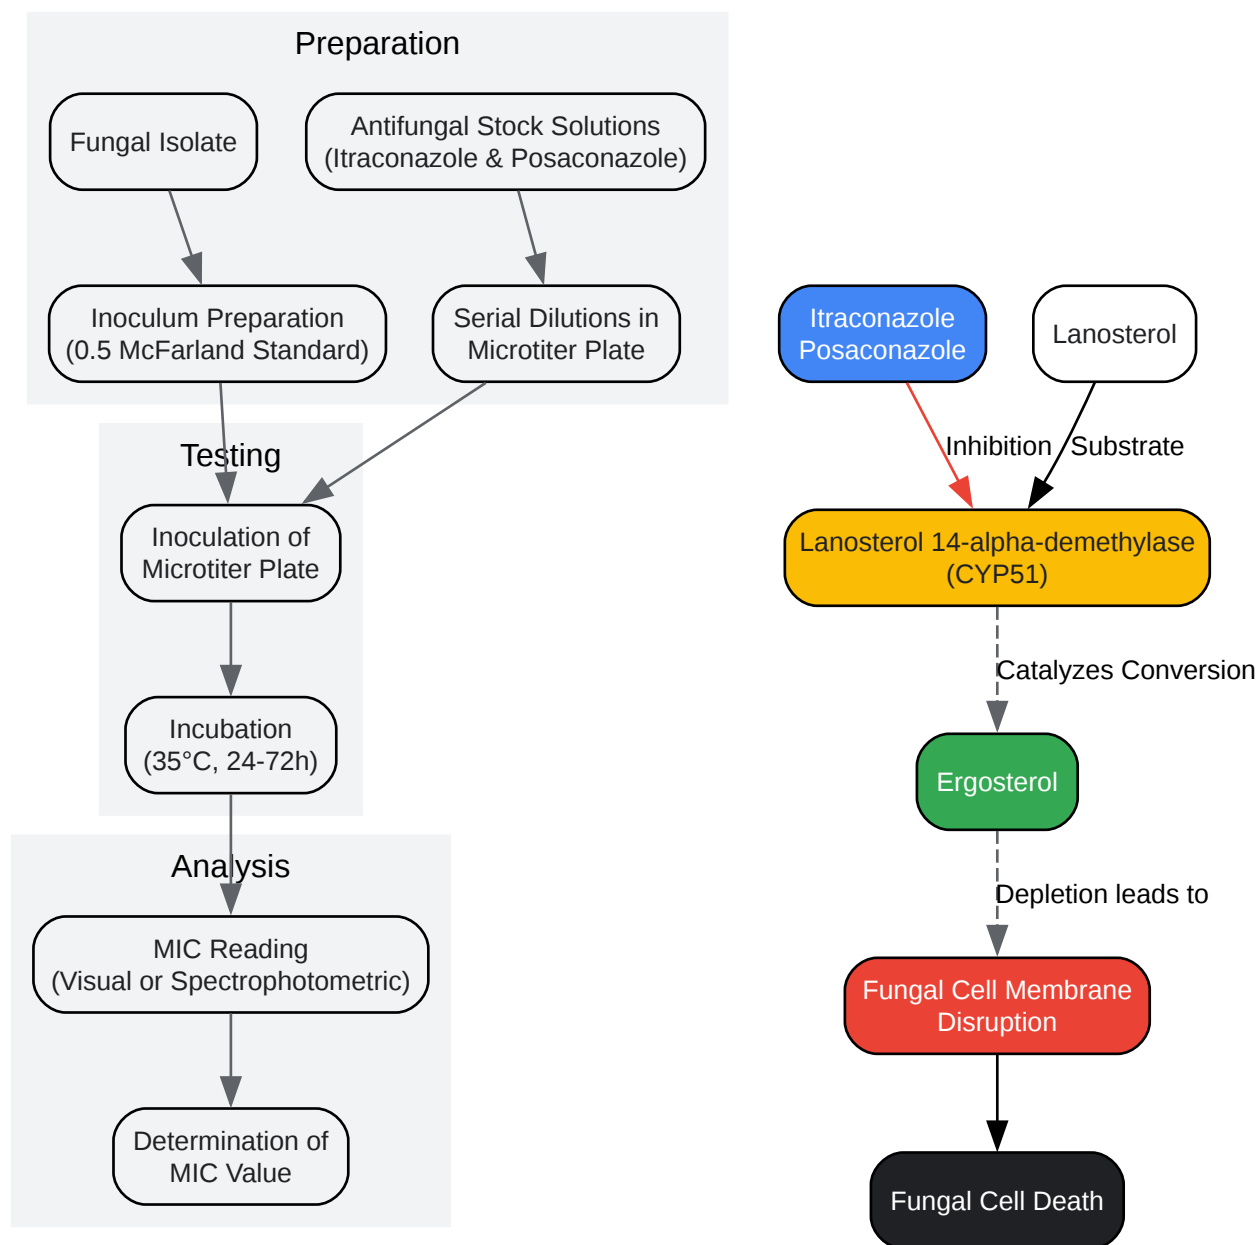 Preparation
Fungal Isolate
Antifungal Stock Solutions
(Itraconazole & Posaconazole)
Inoculum Preparation
(0.5 McFarland Standard)
Serial Dilutions in
Microtiter Plate
Testing
Inoculation of
Microtiter Plate
Incubation
(35°C, 24-72h)
Analysis
MIC Reading
(Visual or Spectrophotometric)
Determination of
MIC Value
Itraconazole
Posaconazole
Lanosterol
Inhibition
Substrate
Lanosterol 14-alpha-demethylase
(CYP51)
Catalyzes Conversion
Ergosterol
Depletion leads to
Fungal Cell Membrane
Disruption
Fungal Cell Death